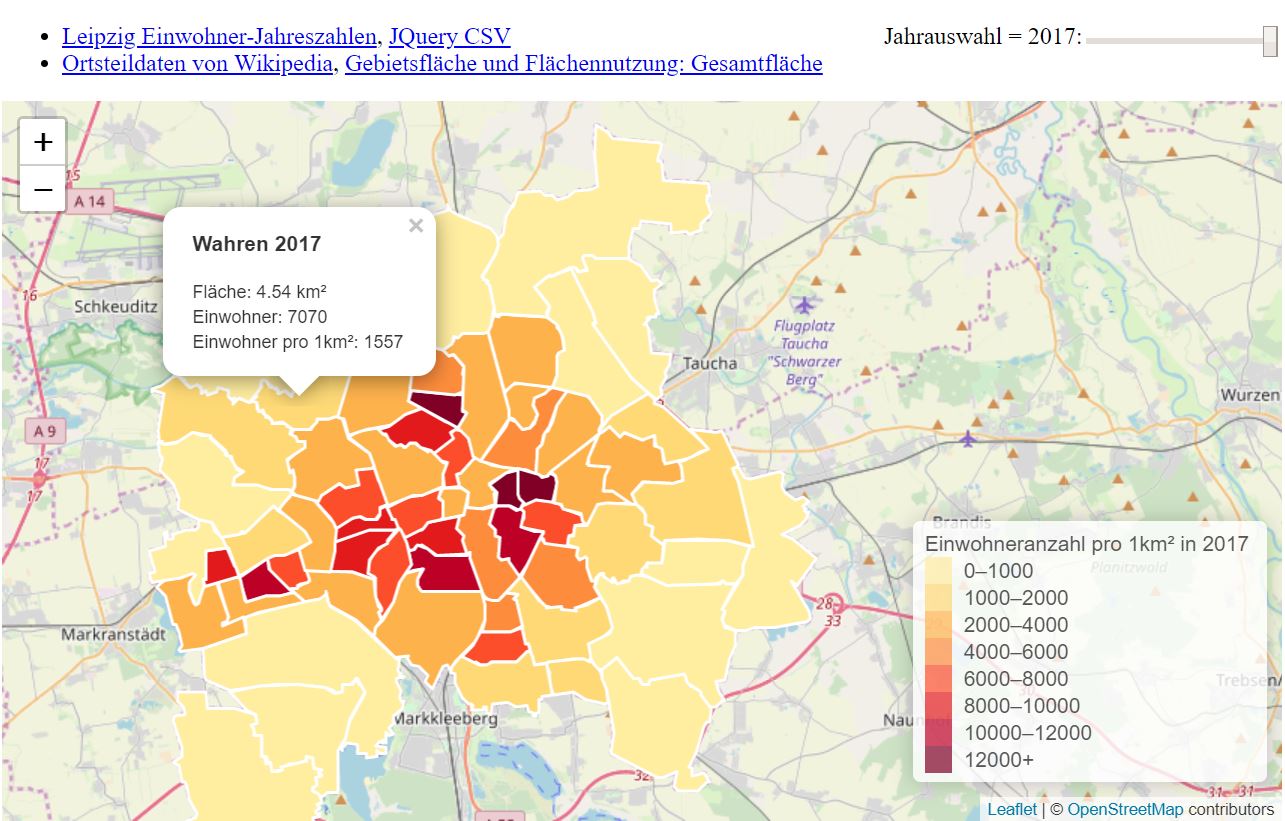 Leipzig Einwohner-Jahreszahlen, JQuery CSV
Jahrauswahl = 2017:
Ortsteildaten von Wikipedia, Gebietsfläche und Flächennutzung: Gesamtfläche
+
−
15
A 14
×
Wahren 2017
Fläche: 4.54 km²
Einwohner: 7070
Einwohner pro 1km²: 1557
16
Schkeuditz
Flugplatz
Taucha
"Schwarzer
Berg"
Taucha
Wurzen
A 9
17
17
Brandis
Einwohneranzahl pro 1km² in 2017
Planitzwald
0–1000
1000–2000
2000–4000
4000–6000
6000–8000
8000–10000
10000–12000
12000+
28
33
29
30
Markranstädt
Trebsen/
Markkleeberg
32
31
31
Leaflet | © OpenStreetMap contributors